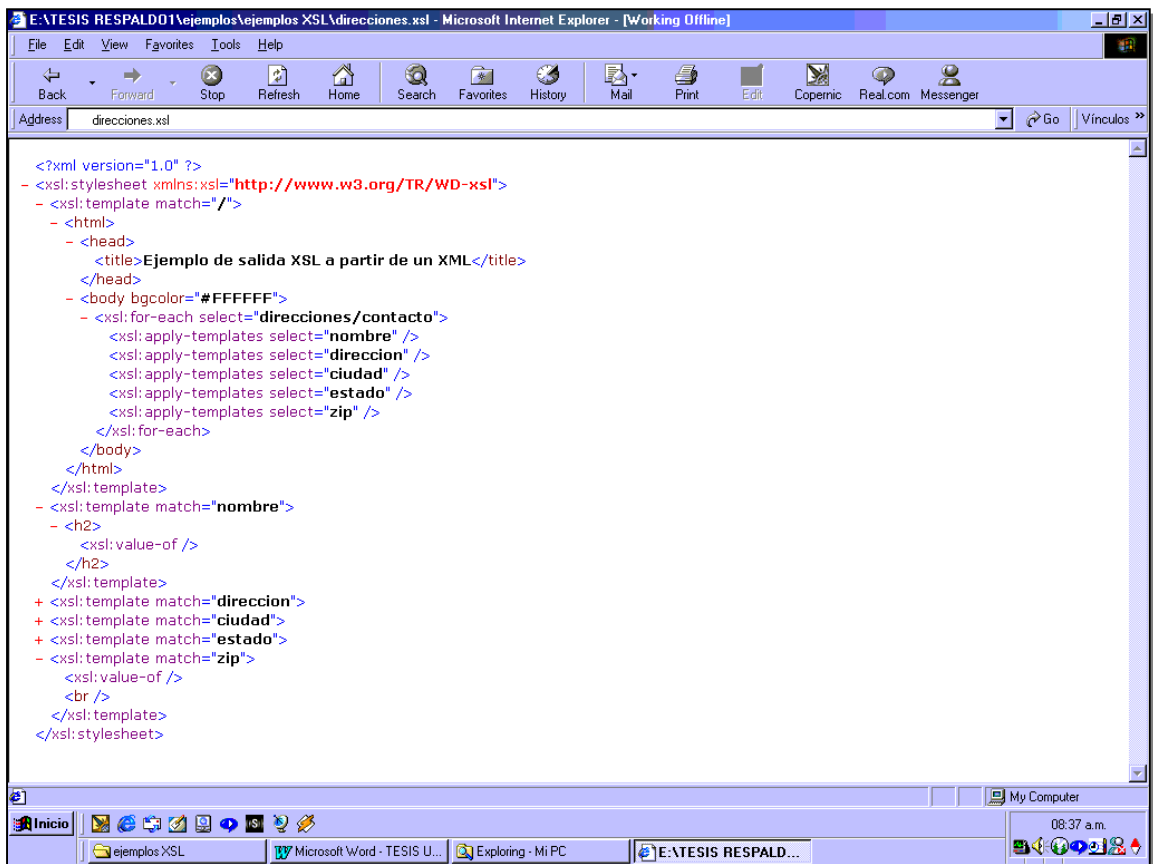 E:\TESIS RESPALDO1\ejemplos\ejemplos XSL\direcciones.xsl - Microsoft Internet Explorer - [Working Offline]
File Edit View Favorites Tools Help
Back Forward Stop Refresh Home Search Favorites History Mail Print Edit Copernic Real.com Messenger
Address direcciones.xsl Go Vínculos »
<?xml version="1.0" ?>
- <xsl:stylesheet xmlns:xsl="http://www.w3.org/TR/WD-xsl">
- <xsl:template match="/">
- <html>
- <head>
<title>Ejemplo de salida XSL a partir de un XML</title>
</head>
- <body bgcolor="#FFFFFF">
- <xsl:for-each select="direcciones/contacto">
<xsl:apply-templates select="nombre" />
<xsl:apply-templates select="direccion" />
<xsl:apply-templates select="ciudad" />
<xsl:apply-templates select="estado" />
<xsl:apply-templates select="zip" />
</xsl:for-each>
</body>
</html>
</xsl:template>
- <xsl:template match="nombre">
- <h2>
<xsl:value-of />
</h2>
</xsl:template>
+ <xsl:template match="direccion">
+ <xsl:template match="ciudad">
+ <xsl:template match="estado">
- <xsl:template match="zip">
<xsl:value-of />
<br />
</xsl:template>
</xsl:stylesheet>
My Computer
Inicio 08:37 a.m.
ejemplos XSL Microsoft Word - TESIS U... Exploring - Mi PC E:\TESIS RESPALD...